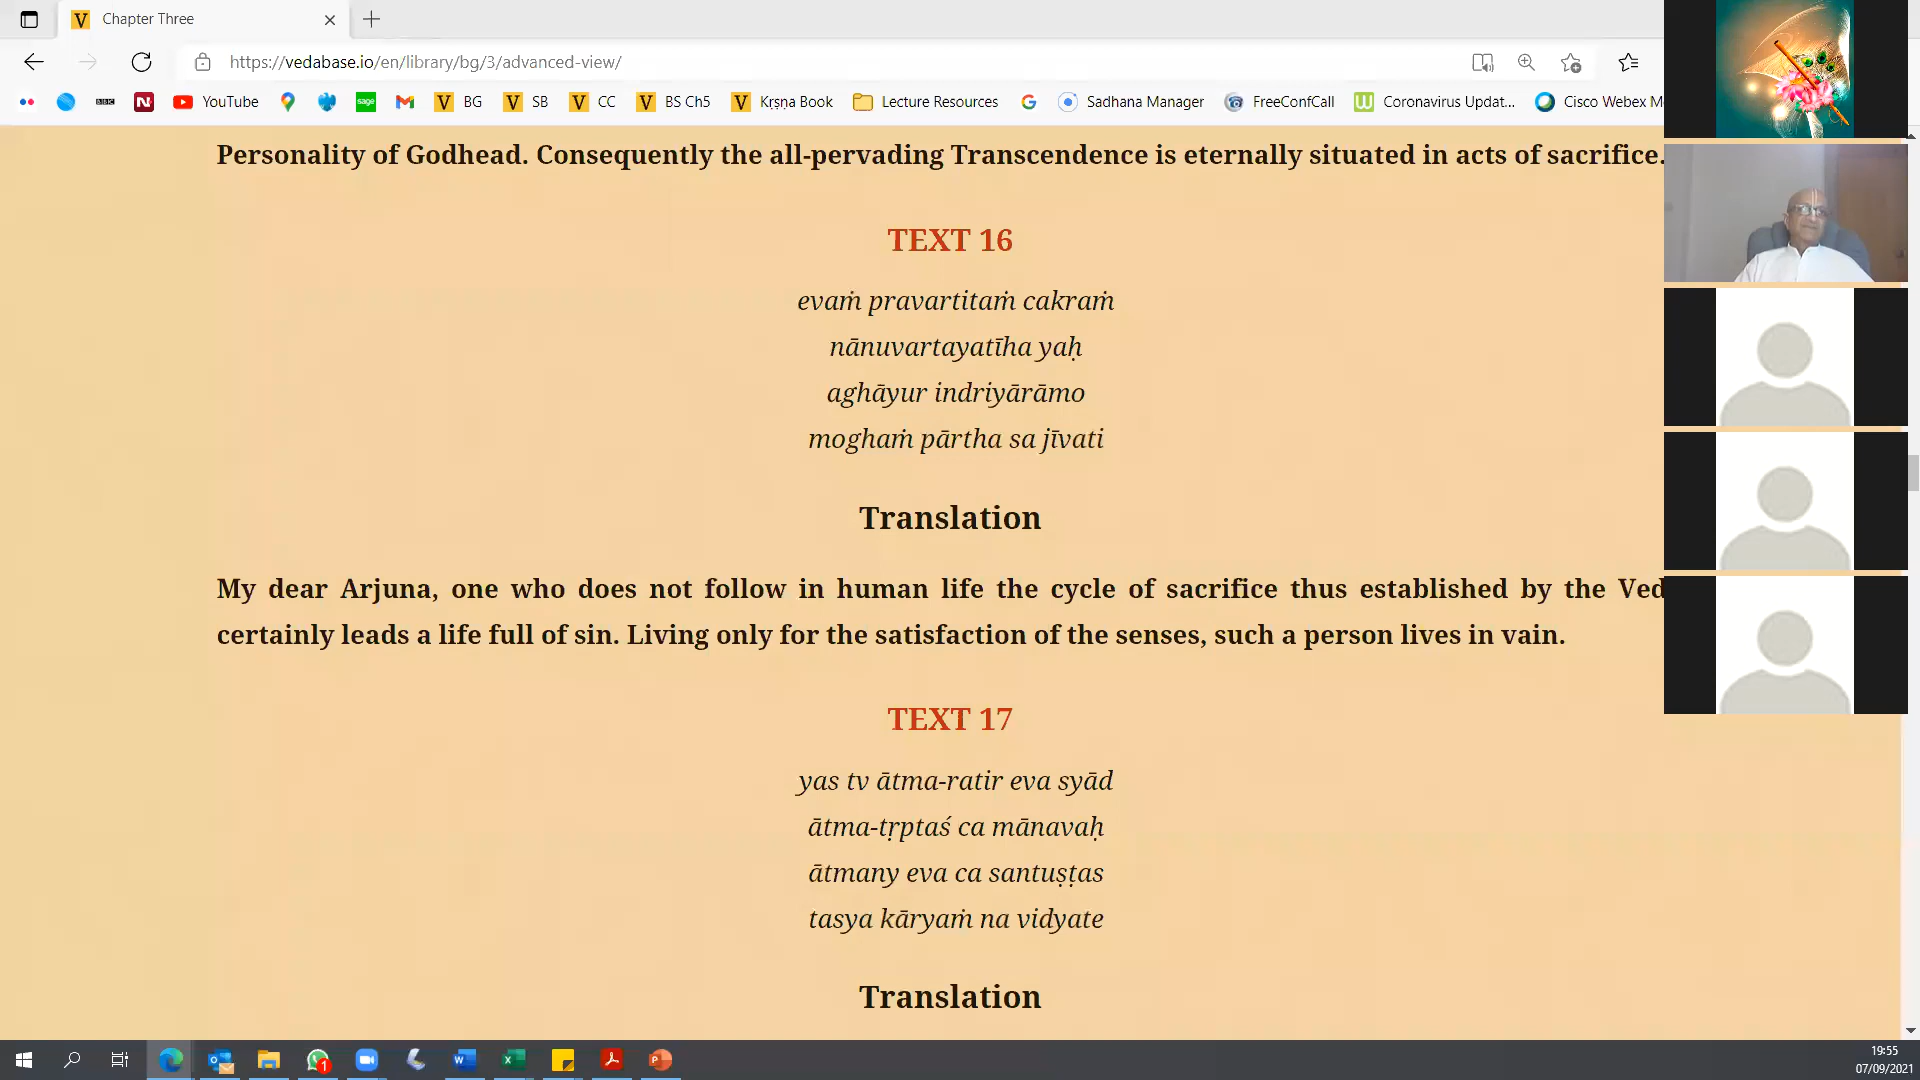 Chapter Three
https://vedabase.io/en/library/bg/3/advanced-view/
YouTube BG SB CC BS Ch5 Kṛṣṇa Book Lecture Resources Sadhana Manager FreeConfCall Coronavirus Updat... Cisco Webex M
Personality of Godhead. Consequently the all-pervading Transcendence is eternally situated in acts of sacrifice.
TEXT 16
evaṁ pravartitaṁ cakraṁ
nānuvartayatīha yaḥ
aghāyur indriyārāmo
moghaṁ pārtha sa jīvati
Translation
My dear Arjuna, one who does not follow in human life the cycle of sacrifice thus established by the Ved
certainly leads a life full of sin. Living only for the satisfaction of the senses, such a person lives in vain.
TEXT 17
yas tv ātma-ratir eva syād
ātma-tṛptaś ca mānavaḥ
ātmany eva ca santuṣṭas
tasya kāryaṁ na vidyate
Translation
19:55
07/09/2021